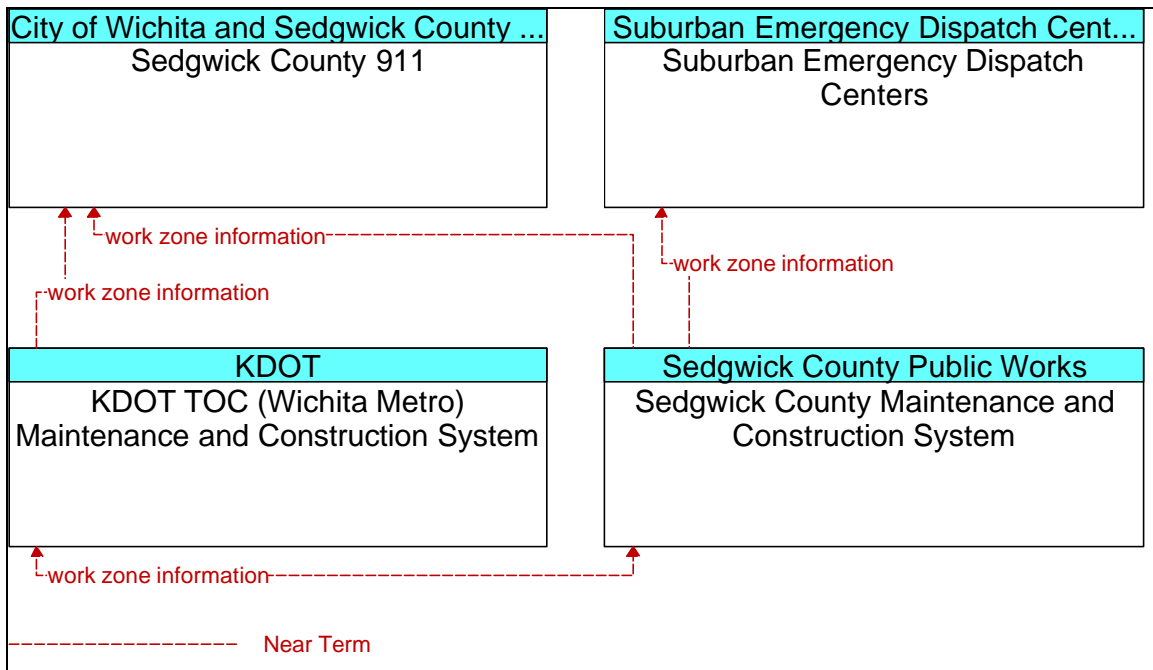 City of Wichita and Sedgwick County ...
Sedgwick County 911
Suburban Emergency Dispatch Cent...
Suburban Emergency Dispatch
Centers
work zone information
work zone information
work zone information
KDOT
KDOT TOC (Wichita Metro)
Maintenance and Construction System
Sedgwick County Public Works
Sedgwick County Maintenance and
Construction System
work zone information
Near Term